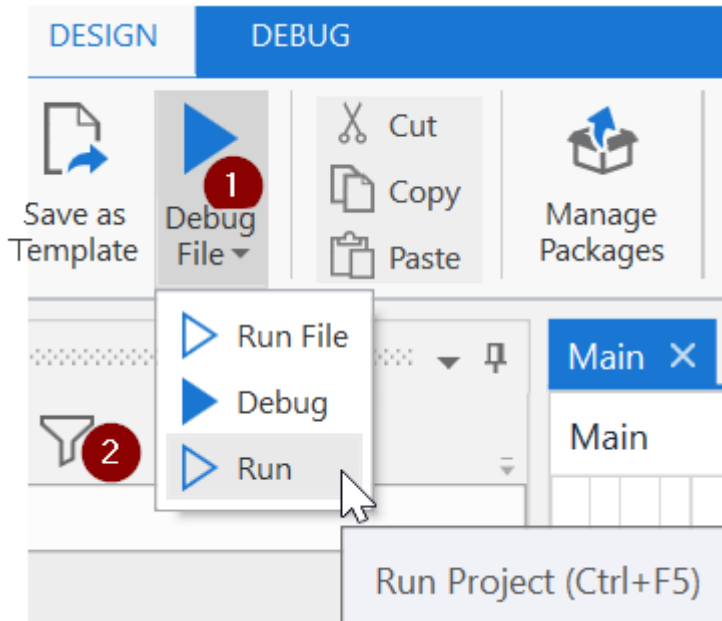 DESIGN DEBUG
Save as
Template
1
Debug
File
Cut
Copy
Paste
Manage
Packages
Run File
Debug
2
Run
Main
Main
Run Project (Ctrl+F5)